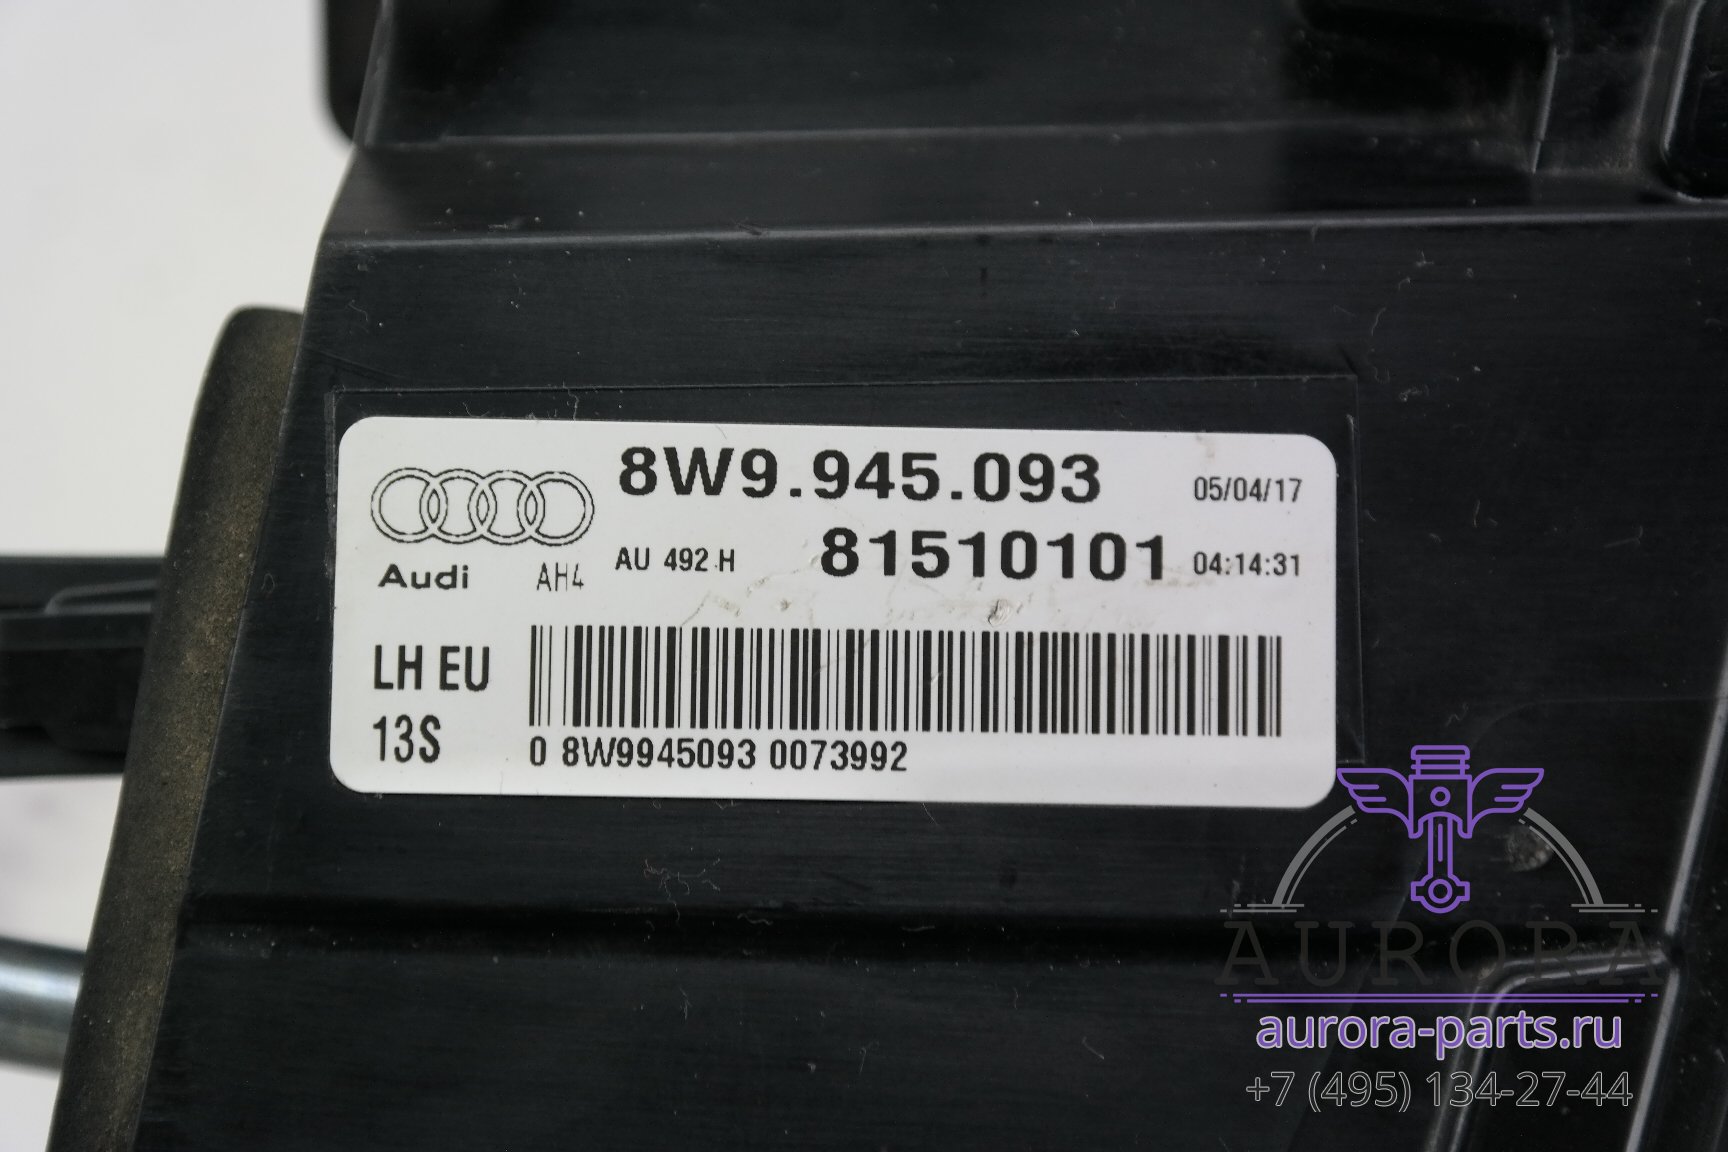 8W9.945.093
05/04/17
Audi
AH4
AU 492 H
81510101
04:14:31
LH EU
13S
0 8W9945093 0073992
AURORA
aurora-parts.ru
+7 (495) 134-27-44